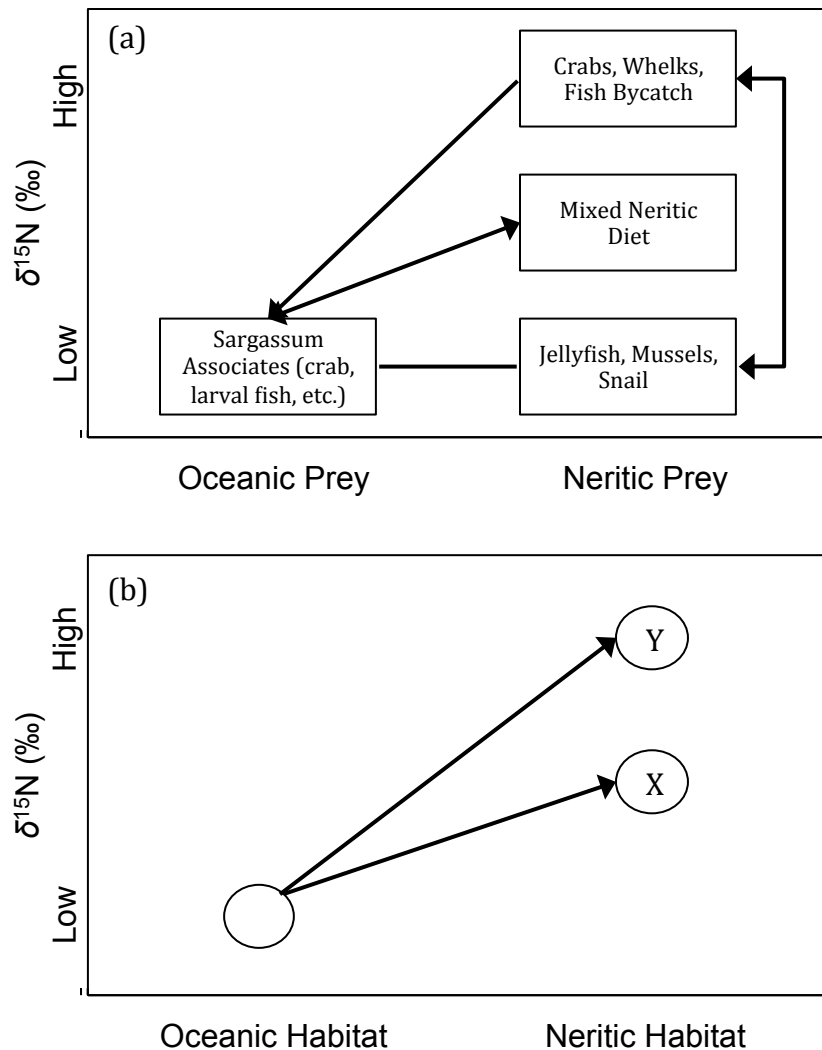 (a)
High
Low
δ¹⁵N (‰)
Crabs, Whelks,
Fish Bycatch
Mixed Neritic
Diet
Sargassum
Associates (crab,
larval fish, etc.)
Jellyfish, Mussels,
Snail
Oceanic Prey
Neritic Prey
(b)
High
Low
δ¹⁵N (‰)
Y
X
Oceanic Habitat
Neritic Habitat